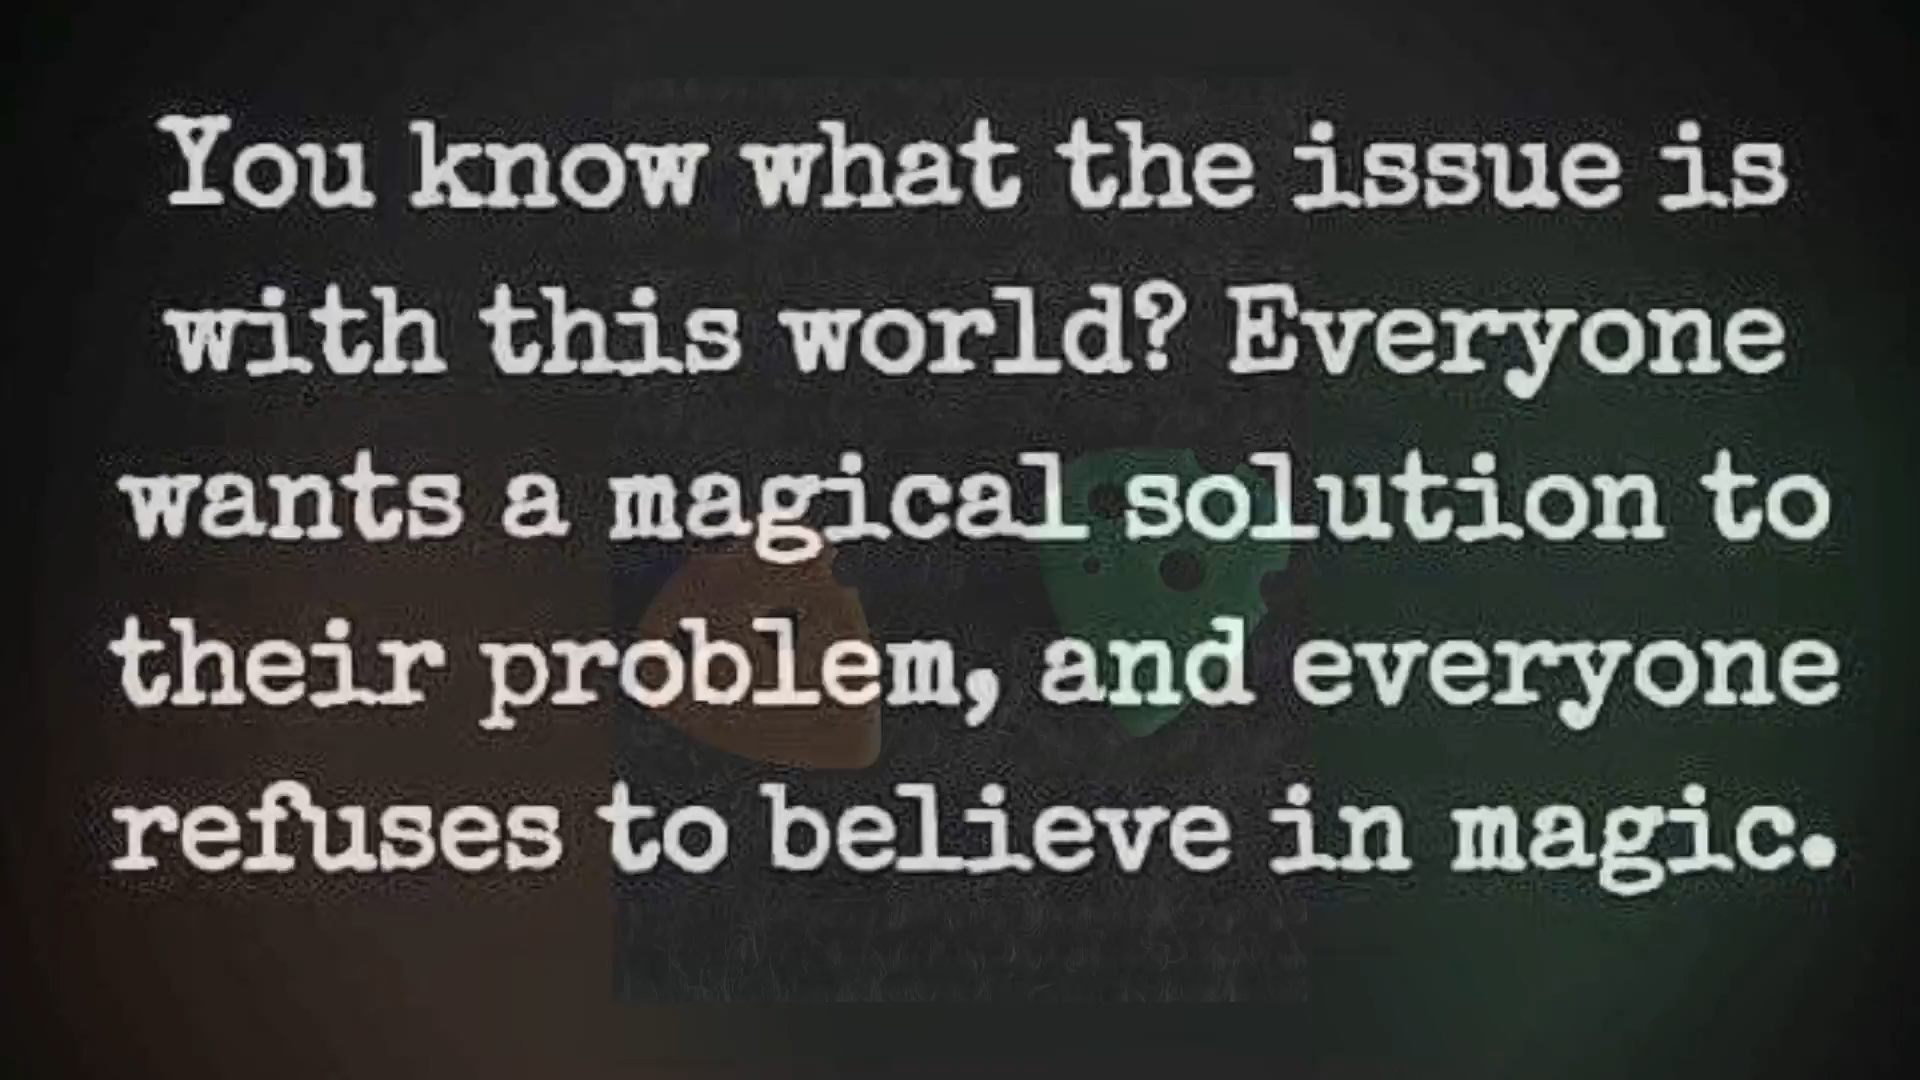 You know what the issue is
with this world? Everyone
wants a magical solution to
their problem, and everyone
refuses to believe in magic.